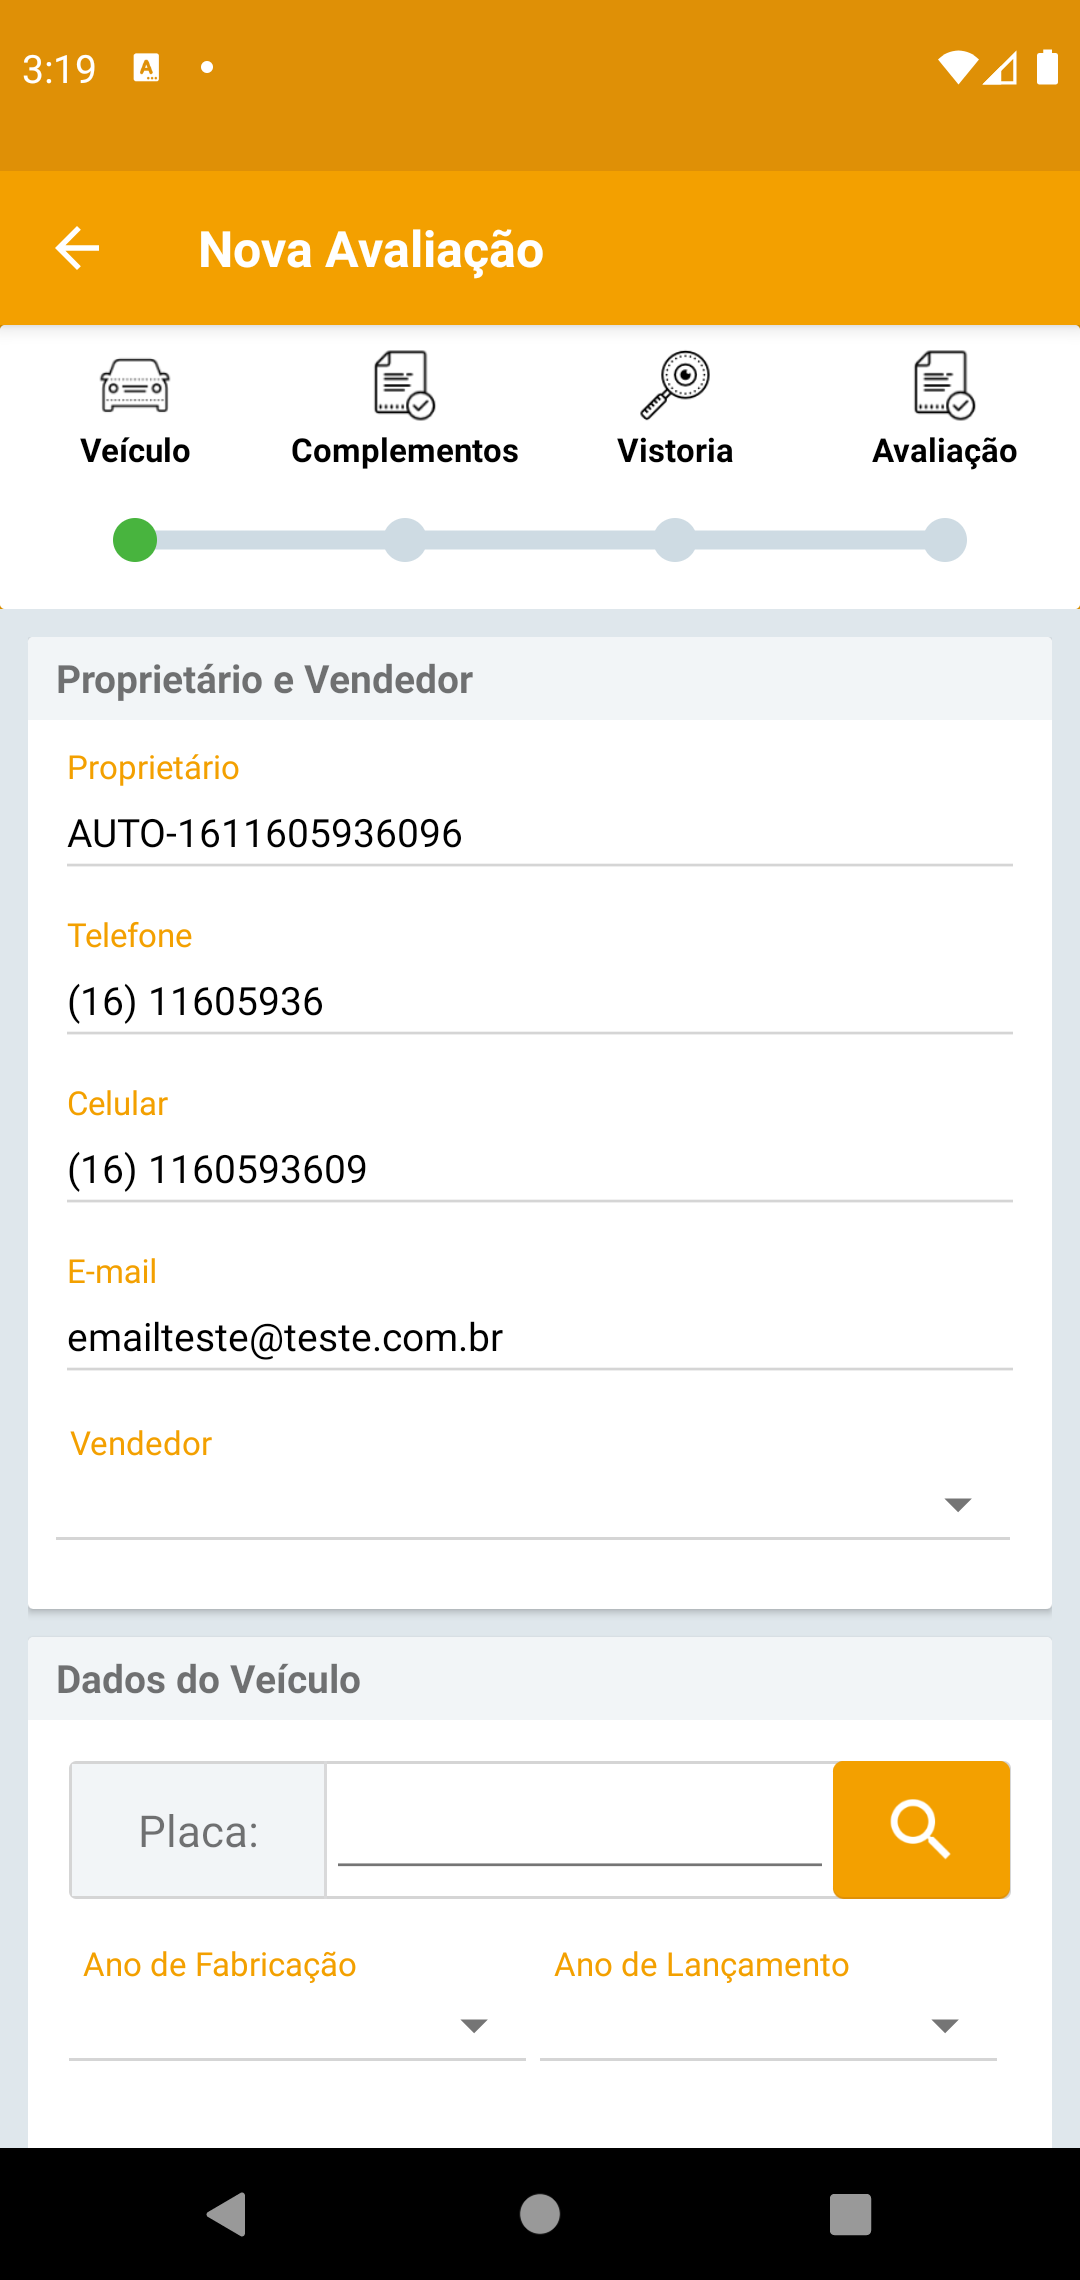 3:19
Nova Avaliação
Veículo Complementos Vistoria Avaliação
Proprietário e Vendedor
Proprietário
AUTO-1611605936096
Telefone
(16) 11605936
Celular
(16) 1160593609
E-mail
emailteste@teste.com.br
Vendedor
Dados do Veículo
Placa:
Ano de Fabricação Ano de Lançamento